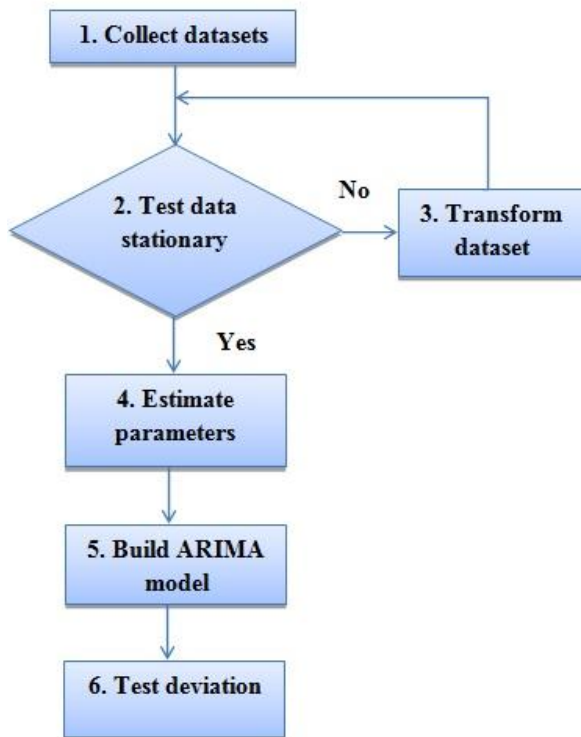 1. Collect datasets
2. Test data
stationary
No
3. Transform
dataset
Yes
4. Estimate
parameters
5. Build ARIMA
model
6. Test deviation